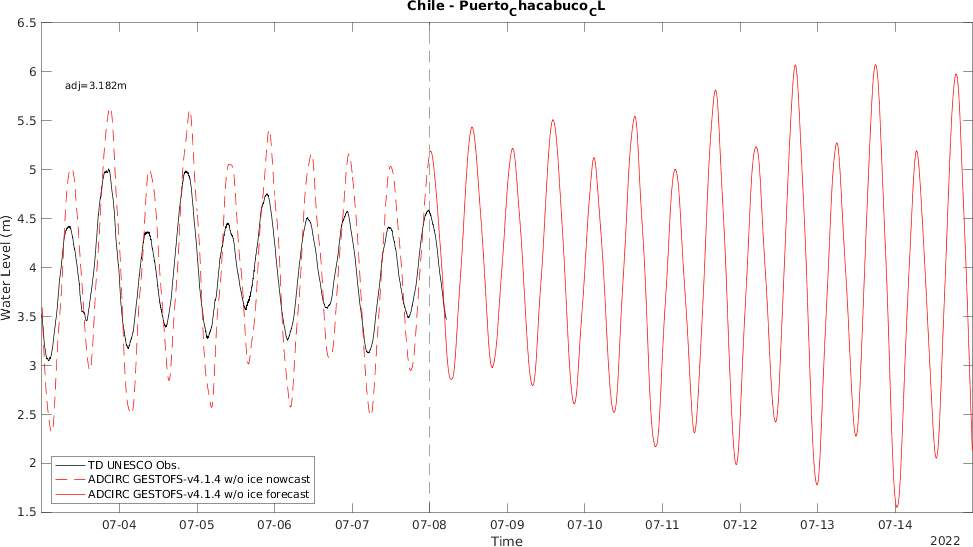 Chile - Puerto_Chacabuco_CL
6.5
6
5.5
5
4.5
4
3.5
3
2.5
2
1.5
Water Level (m)
adj=3.182m
TD UNESCO Obs.
ADCIRC GESTOFS-v4.1.4 w/o ice nowcast
ADCIRC GESTOFS-v4.1.4 w/o ice forecast
07-04 07-05 07-06 07-07 07-08 07-09 07-10 07-11 07-12 07-13 07-14
Time
2022